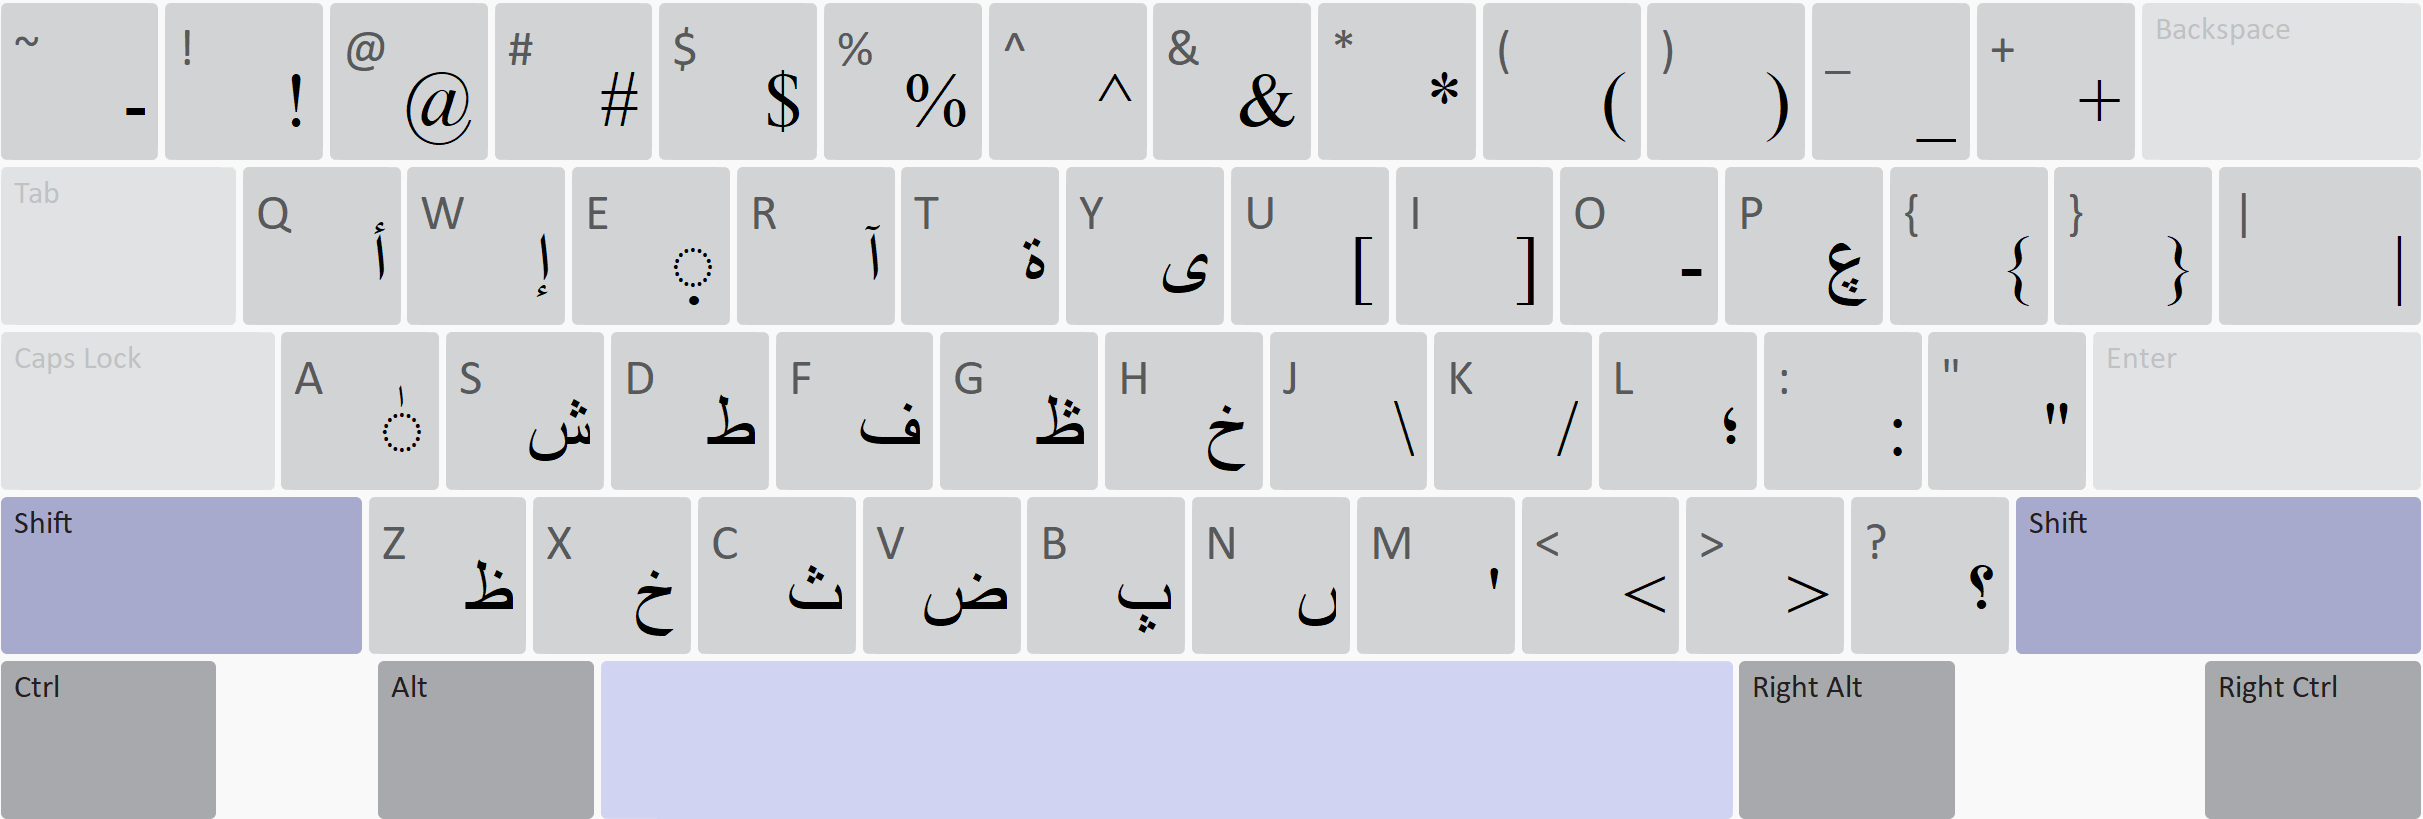 ~ - ! ! @ @ # # $ $ % % ^ ^ & & * * ( ( ) ) _ _ + + Backspace
Tab Q أ W إ E ◌ٜ R آ T ة Y ى U [ I ] O - P { { } } | |
Caps Lock A ◌ٰ S ش D ط F ف G H خ J \ K / L ؛ : : " " Enter
Shift Z ظ X خ C ث V ض B پ N ں M ' < < > > ? ؟ Shift
Ctrl Alt Right Alt Right Ctrl